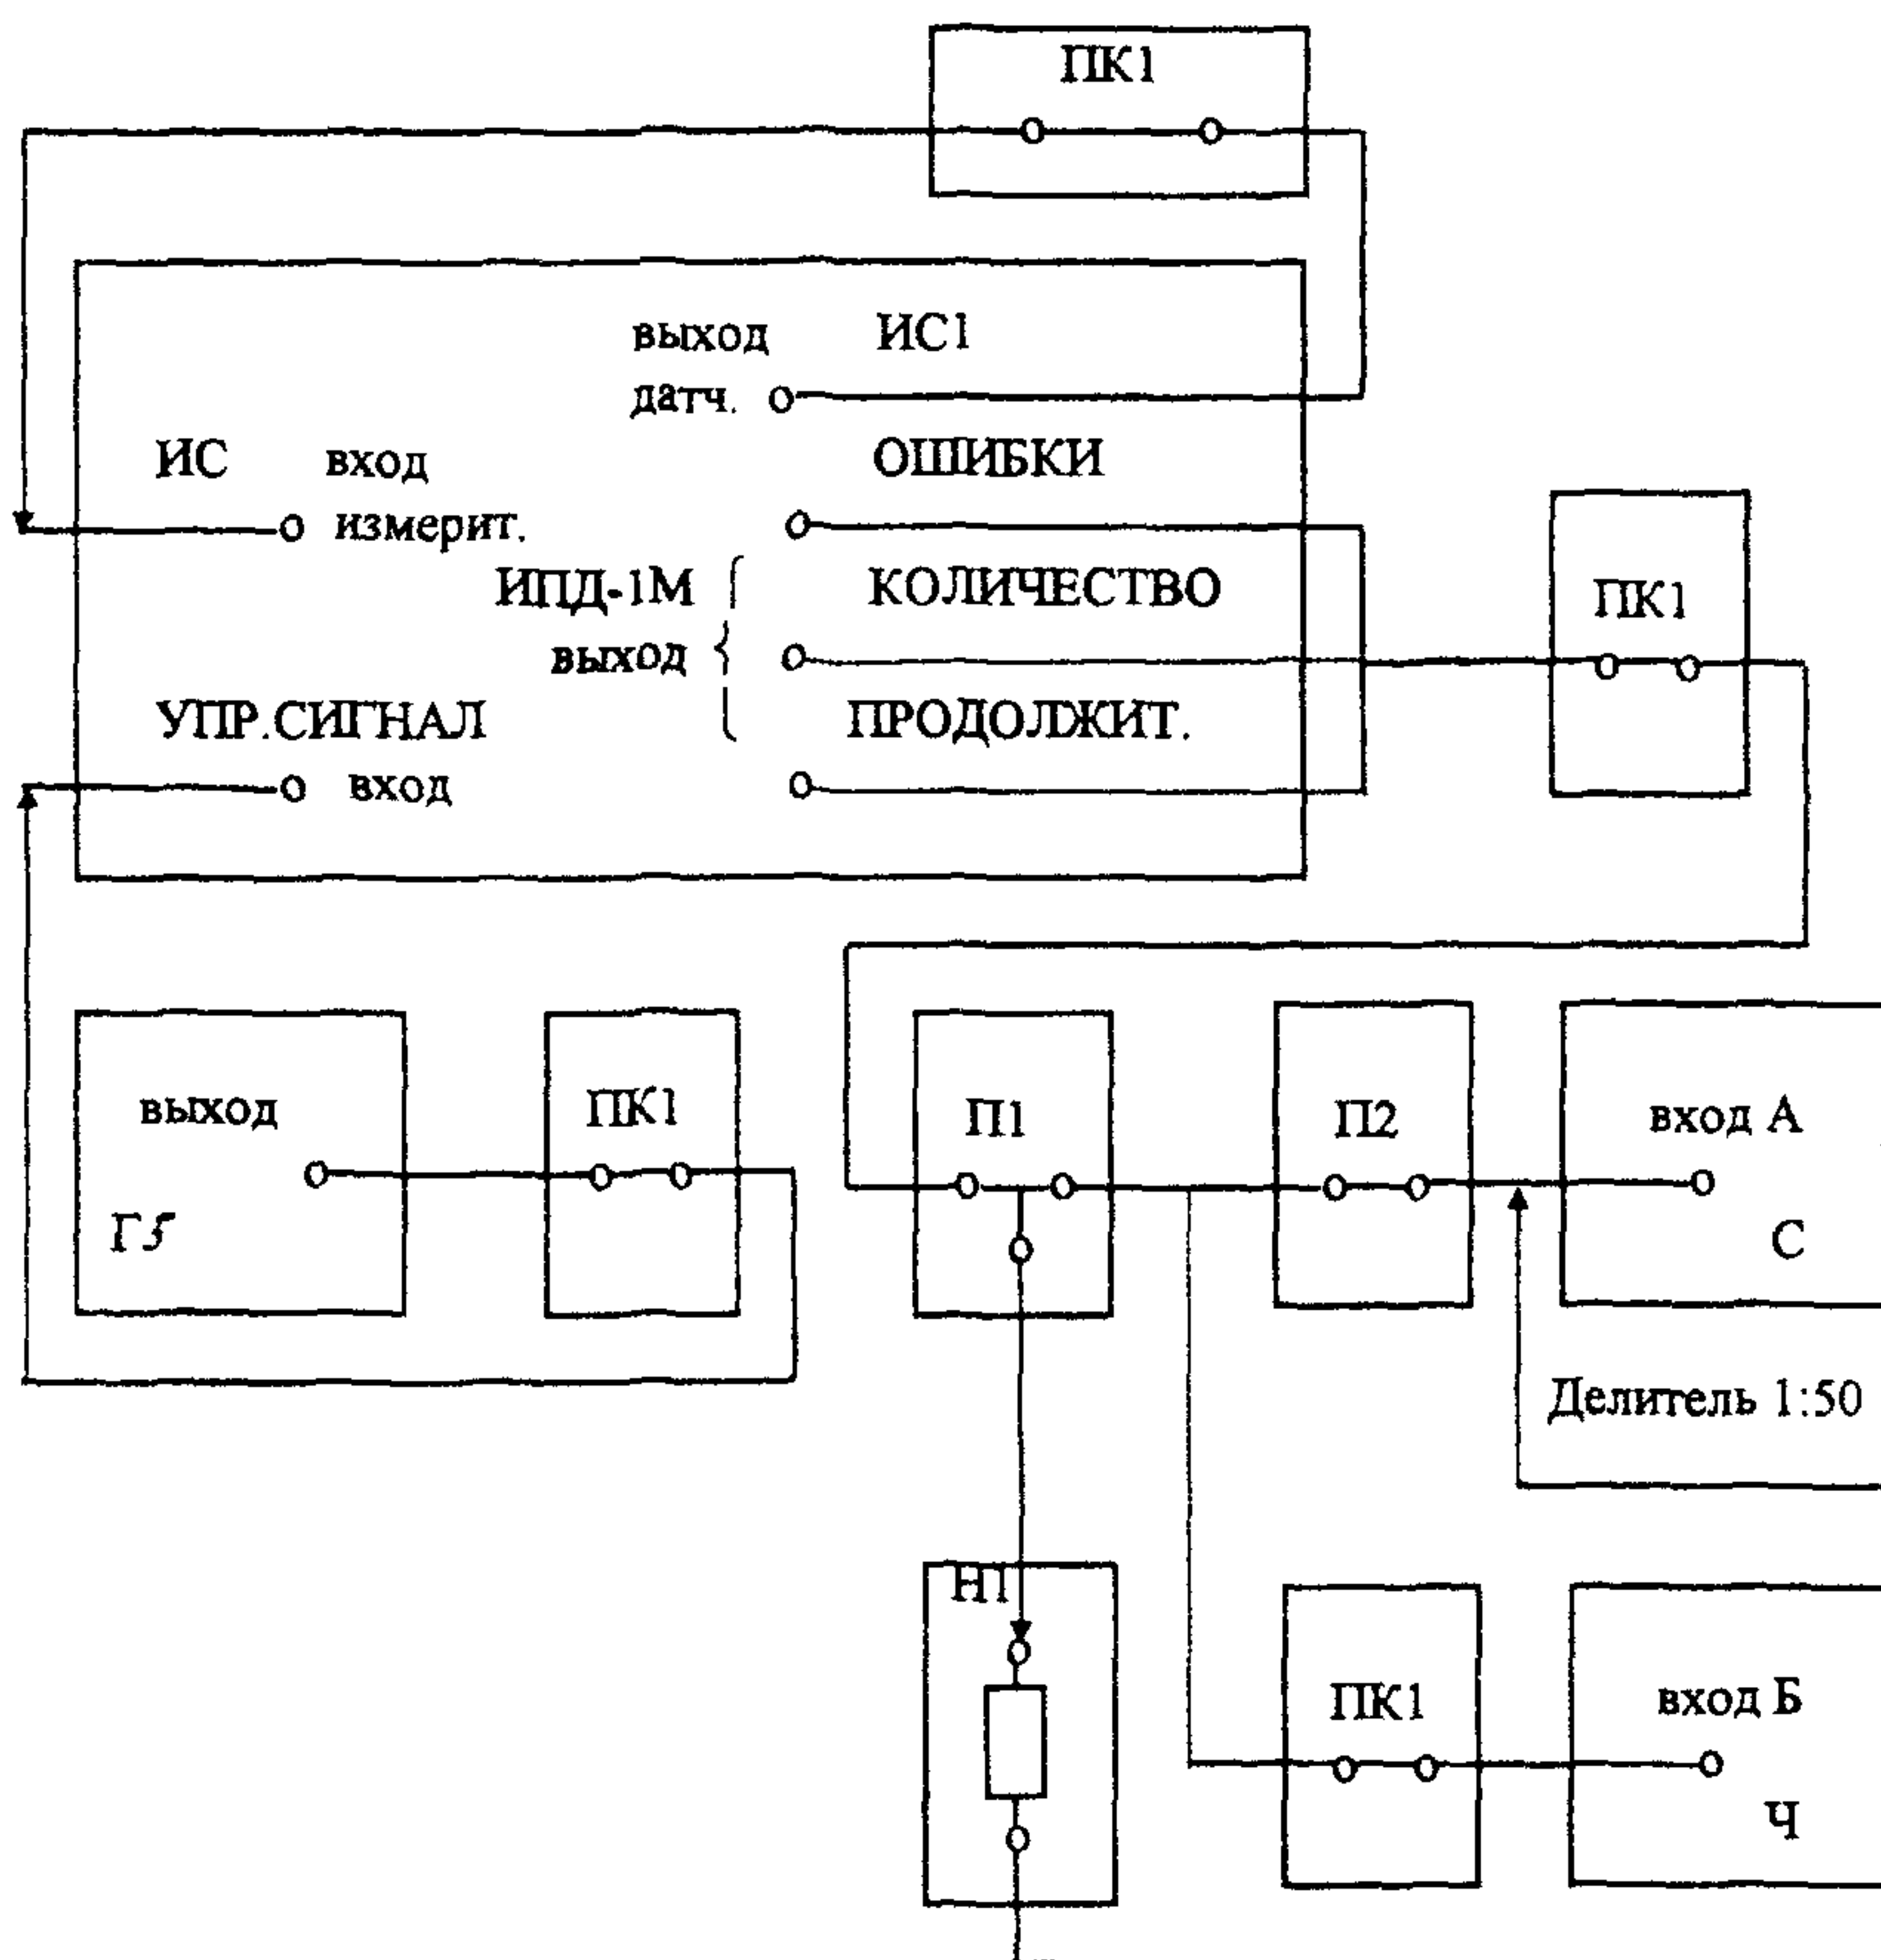 ПК1
выход ИС1
датч.
ИС вход ОШИБКИ
измерит.
ИПД-1М КОЛИЧЕСТВО
ПК1
выход
УПР.СИГНАЛ ПРОДОЛЖИТ.
вход
выход ПК1 П1 П2 вход А
Г5 С
Делитель 1:50
Н1
ПК1 вход Б
Ч